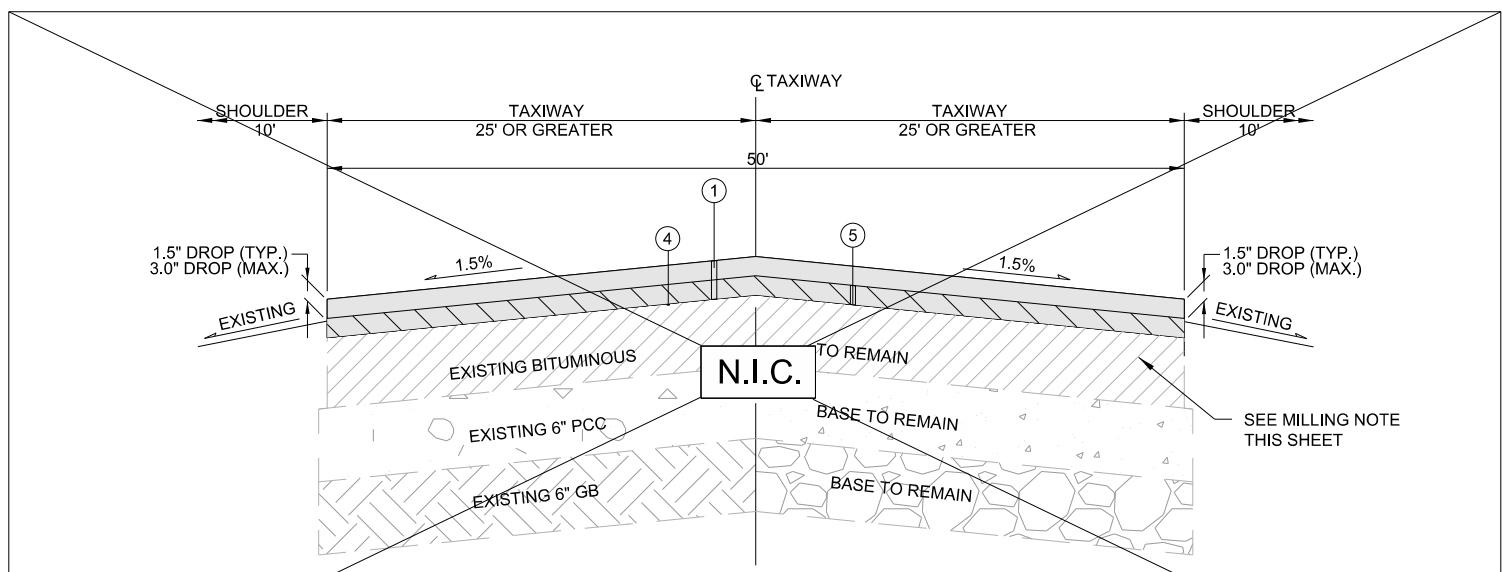 ℄ TAXIWAY
SHOULDER
10'
TAXIWAY
25' OR GREATER
TAXIWAY
25' OR GREATER
SHOULDER
10'
50'
1
4
5
1.5" DROP (TYP.)
3.0" DROP (MAX.)
1.5%
1.5%
1.5" DROP (TYP.)
3.0" DROP (MAX.)
EXISTING
EXISTING
EXISTING BITUMINOUS
TO REMAIN
N.I.C.
EXISTING 6" PCC
BASE TO REMAIN
SEE MILLING NOTE
THIS SHEET
EXISTING 6" GB
BASE TO REMAIN